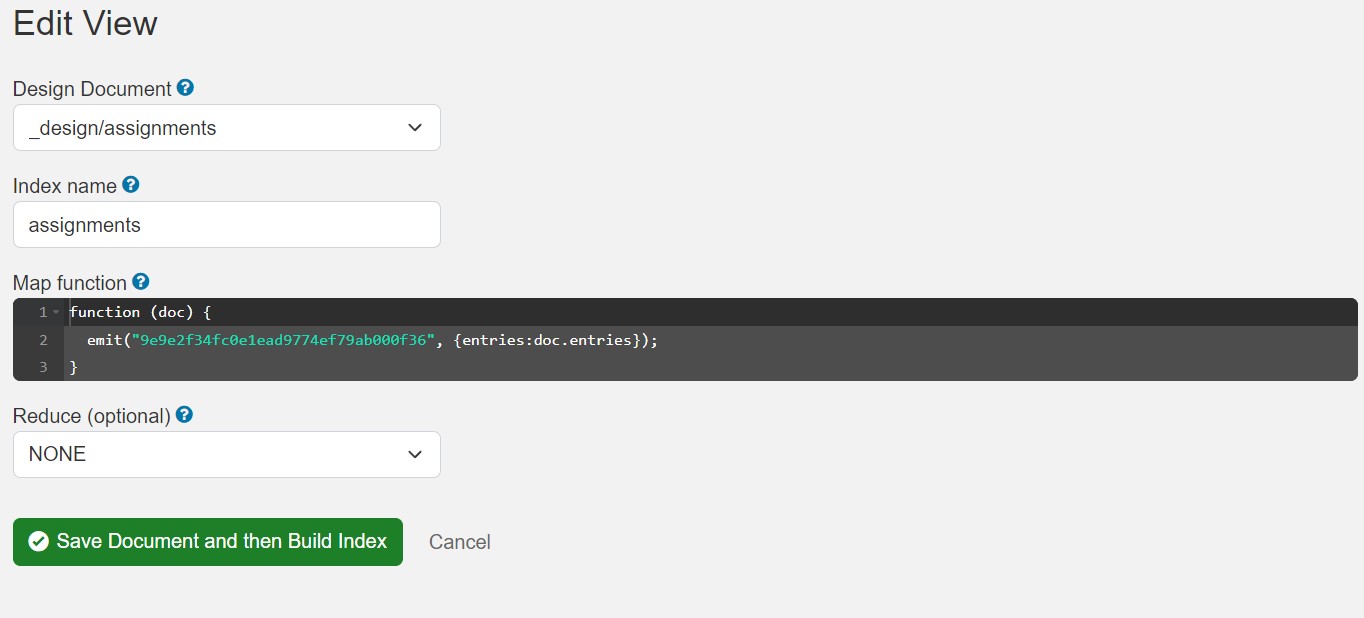 Edit View
Design Document ?
_design/assignments
Index name ?
assignments
Map function ?
1 function (doc) {
2 emit("9e9e2f34fc0e1ead9774ef79ab000f36", {entries:doc.entries});
3 }
Reduce (optional) ?
NONE
Save Document and then Build Index Cancel